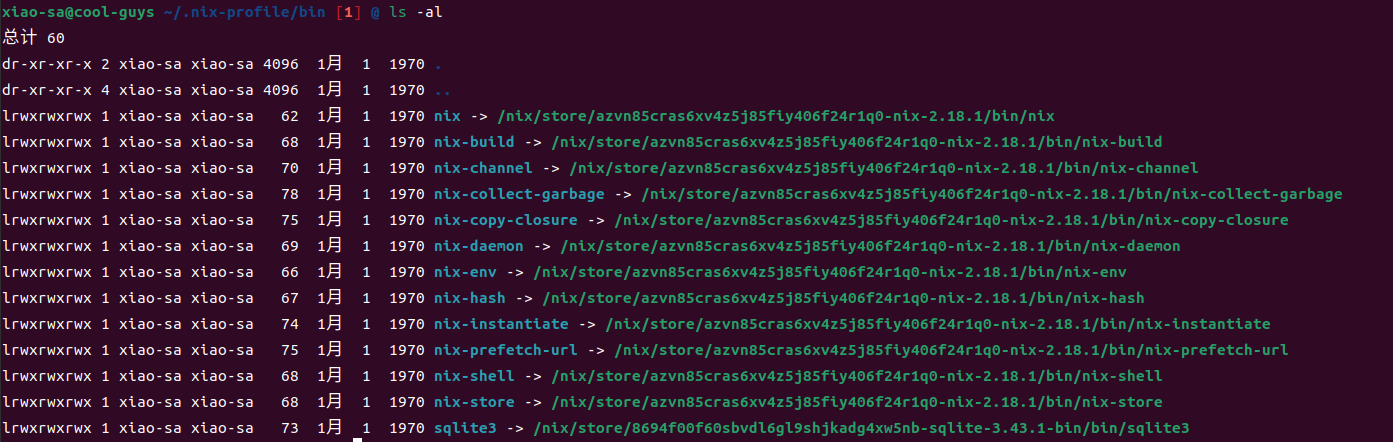 xiao-sa@cool-guys ~/.nix-profile/bin [1] @ ls -al
总计 60
dr-xr-xr-x 2 xiao-sa xiao-sa 4096  1月  1  1970 .
dr-xr-xr-x 4 xiao-sa xiao-sa 4096  1月  1  1970 ..
lrwxrwxrwx 1 xiao-sa xiao-sa   62  1月  1  1970 nix -> /nix/store/azvn85cras6xv4z5j85fiy406f24r1q0-nix-2.18.1/bin/nix
lrwxrwxrwx 1 xiao-sa xiao-sa   68  1月  1  1970 nix-build -> /nix/store/azvn85cras6xv4z5j85fiy406f24r1q0-nix-2.18.1/bin/nix-build
lrwxrwxrwx 1 xiao-sa xiao-sa   70  1月  1  1970 nix-channel -> /nix/store/azvn85cras6xv4z5j85fiy406f24r1q0-nix-2.18.1/bin/nix-channel
lrwxrwxrwx 1 xiao-sa xiao-sa   78  1月  1  1970 nix-collect-garbage -> /nix/store/azvn85cras6xv4z5j85fiy406f24r1q0-nix-2.18.1/bin/nix-collect-garbage
lrwxrwxrwx 1 xiao-sa xiao-sa   75  1月  1  1970 nix-copy-closure -> /nix/store/azvn85cras6xv4z5j85fiy406f24r1q0-nix-2.18.1/bin/nix-copy-closure
lrwxrwxrwx 1 xiao-sa xiao-sa   69  1月  1  1970 nix-daemon -> /nix/store/azvn85cras6xv4z5j85fiy406f24r1q0-nix-2.18.1/bin/nix-daemon
lrwxrwxrwx 1 xiao-sa xiao-sa   66  1月  1  1970 nix-env -> /nix/store/azvn85cras6xv4z5j85fiy406f24r1q0-nix-2.18.1/bin/nix-env
lrwxrwxrwx 1 xiao-sa xiao-sa   67  1月  1  1970 nix-hash -> /nix/store/azvn85cras6xv4z5j85fiy406f24r1q0-nix-2.18.1/bin/nix-hash
lrwxrwxrwx 1 xiao-sa xiao-sa   74  1月  1  1970 nix-instantiate -> /nix/store/azvn85cras6xv4z5j85fiy406f24r1q0-nix-2.18.1/bin/nix-instantiate
lrwxrwxrwx 1 xiao-sa xiao-sa   75  1月  1  1970 nix-prefetch-url -> /nix/store/azvn85cras6xv4z5j85fiy406f24r1q0-nix-2.18.1/bin/nix-prefetch-url
lrwxrwxrwx 1 xiao-sa xiao-sa   68  1月  1  1970 nix-shell -> /nix/store/azvn85cras6xv4z5j85fiy406f24r1q0-nix-2.18.1/bin/nix-shell
lrwxrwxrwx 1 xiao-sa xiao-sa   68  1月  1  1970 nix-store -> /nix/store/azvn85cras6xv4z5j85fiy406f24r1q0-nix-2.18.1/bin/nix-store
lrwxrwxrwx 1 xiao-sa xiao-sa   73  1月  1  1970 sqlite3 -> /nix/store/8694f00f60sbvdl6gl9shjkadg4xw5nb-sqlite-3.43.1-bin/bin/sqlite3